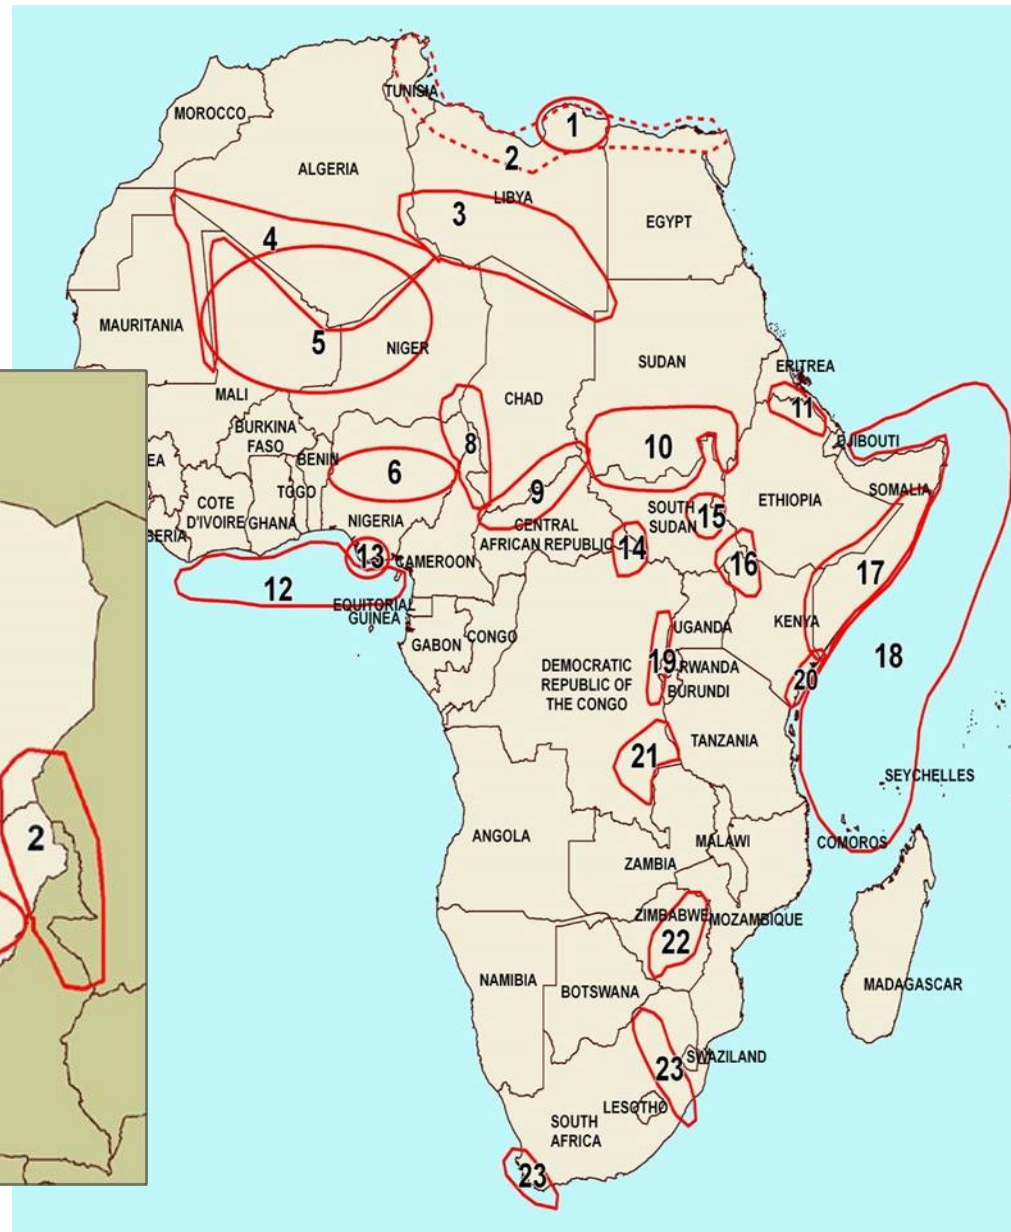 TUNISIA
MOROCCO
1
ALGERIA
2
LIBYA
3
EGYPT
4
MAURITANIA
5
NIGER
SUDAN
ERITREA
MALI
CHAD
11
BURKINA
FASO
8
DJIBOUTI
10
EA
BENIN
6
9
SOMALIA
COTE
D'IVOIRE
GHANA
TOGO
NIGERIA
ETHIOPIA
SOUTH
SUDAN
15
BERIA
CENTRAL
AFRICAN REPUBLIC
14
13
CAMEROON
16
17
12
EQUITORIAL
GUINEA
KENYA
UGANDA
GABON
CONGO
18
19
RWANDA
DEMOCRATIC
REPUBLIC OF
THE CONGO
20
BURUNDI
21
TANZANIA
SEYCHELLES
2
ANGOLA
MALAWI
COMOROS
ZAMBIA
ZIMBABWE
MOZAMBIQUE
22
NAMIBIA
BOTSWANA
MADAGASCAR
23
SWAZILAND
LESOTHO
SOUTH
AFRICA
23